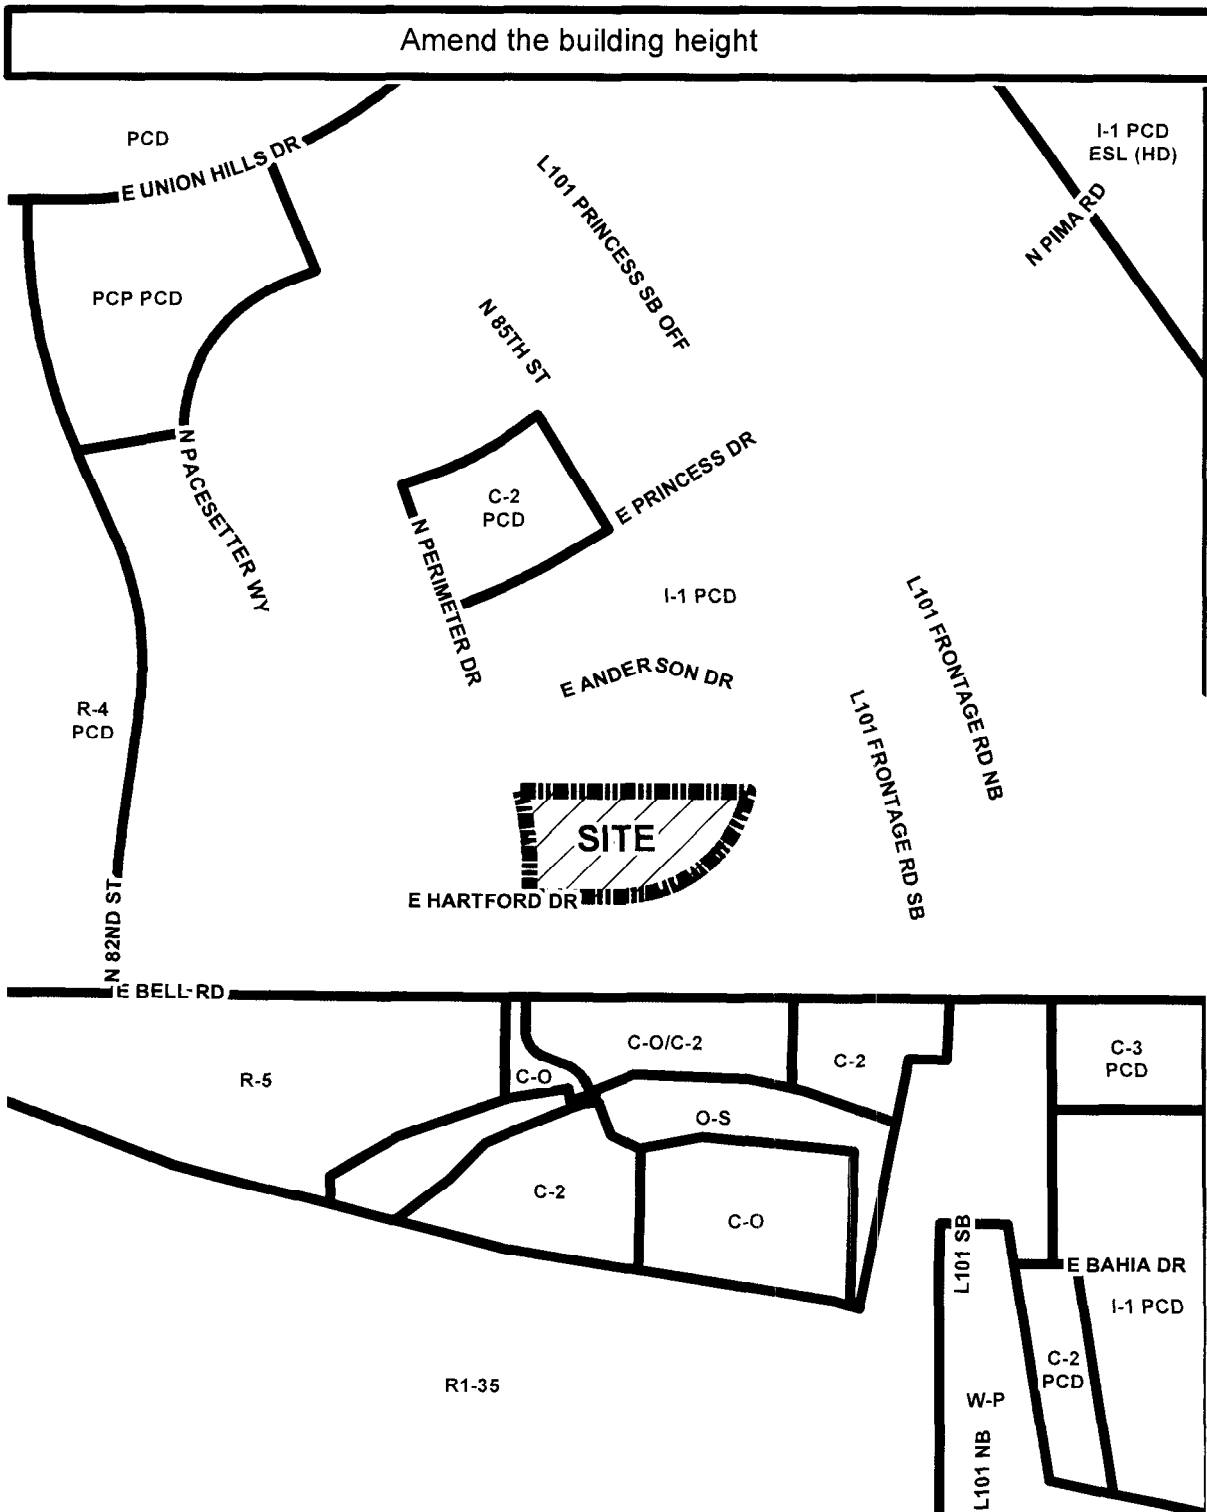 Amend the building height
PCD
I-1 PCD
ESL (HD)
E UNION HILLS DR
L101 PRINCESS SB OFF
N PIMA RD
PCP PCD
N 85TH ST
N PACESETTER WY
C-2
PCD
E PRINCESS DR
N PERIMETER DR
I-1 PCD
L101 FRONTAGE RD NB
E ANDERSON DR
R-4
PCD
L101 FRONTAGE RD SB
SITE
E HARTFORD DR
N 82ND ST
E BELL RD
C-O/C-2
C-2
C-3
PCD
R-5
C-O
O-S
C-2
C-O
L101 SB
E BAHIA DR
I-1 PCD
C-2
PCD
R1-35
W-P
L101 NB